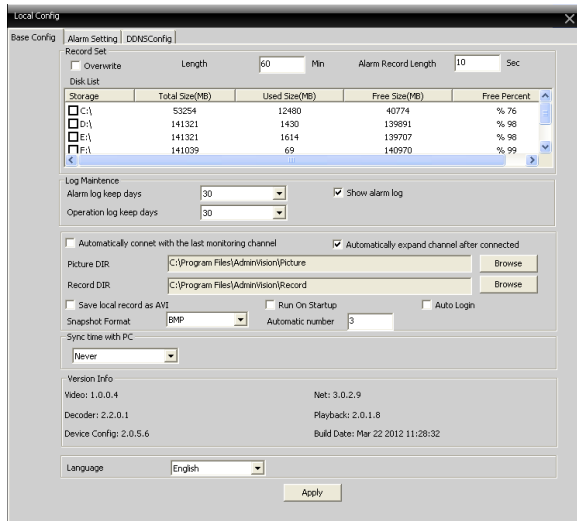 Local Config
Base Config Alarm Setting DDNSConfig
Record Set
Overwrite Length 60 Min Alarm Record Length 10 Sec
Disk List
Storage Total Size(MB) Used Size(MB) Free Size(MB) Free Percent
C:\ 53254 12480 40774 % 76
D:\ 141321 1430 139891 % 98
E:\ 141321 1614 139707 % 98
F:\ 141039 69 140970 % 99
Log Maintence
Alarm log keep days 30 Show alarm log
Operation log keep days 30
Automatically connet with the last monitoring channel Automatically expand channel after connected
Picture DIR C:\Program Files\AdminVision\Picture Browse
Record DIR C:\Program Files\AdminVision\Record Browse
Save local record as AVI Run On Startup Auto Login
Snapshot Format BMP Automatic number 3
Sync time with PC
Never
Version Info
Video: 1.0.0.4 Net: 3.0.2.9
Decoder: 2.2.0.1 Playback: 2.0.1.8
Device Config: 2.0.5.6 Build Date: Mar 22 2012 11:28:32
Language English
Apply